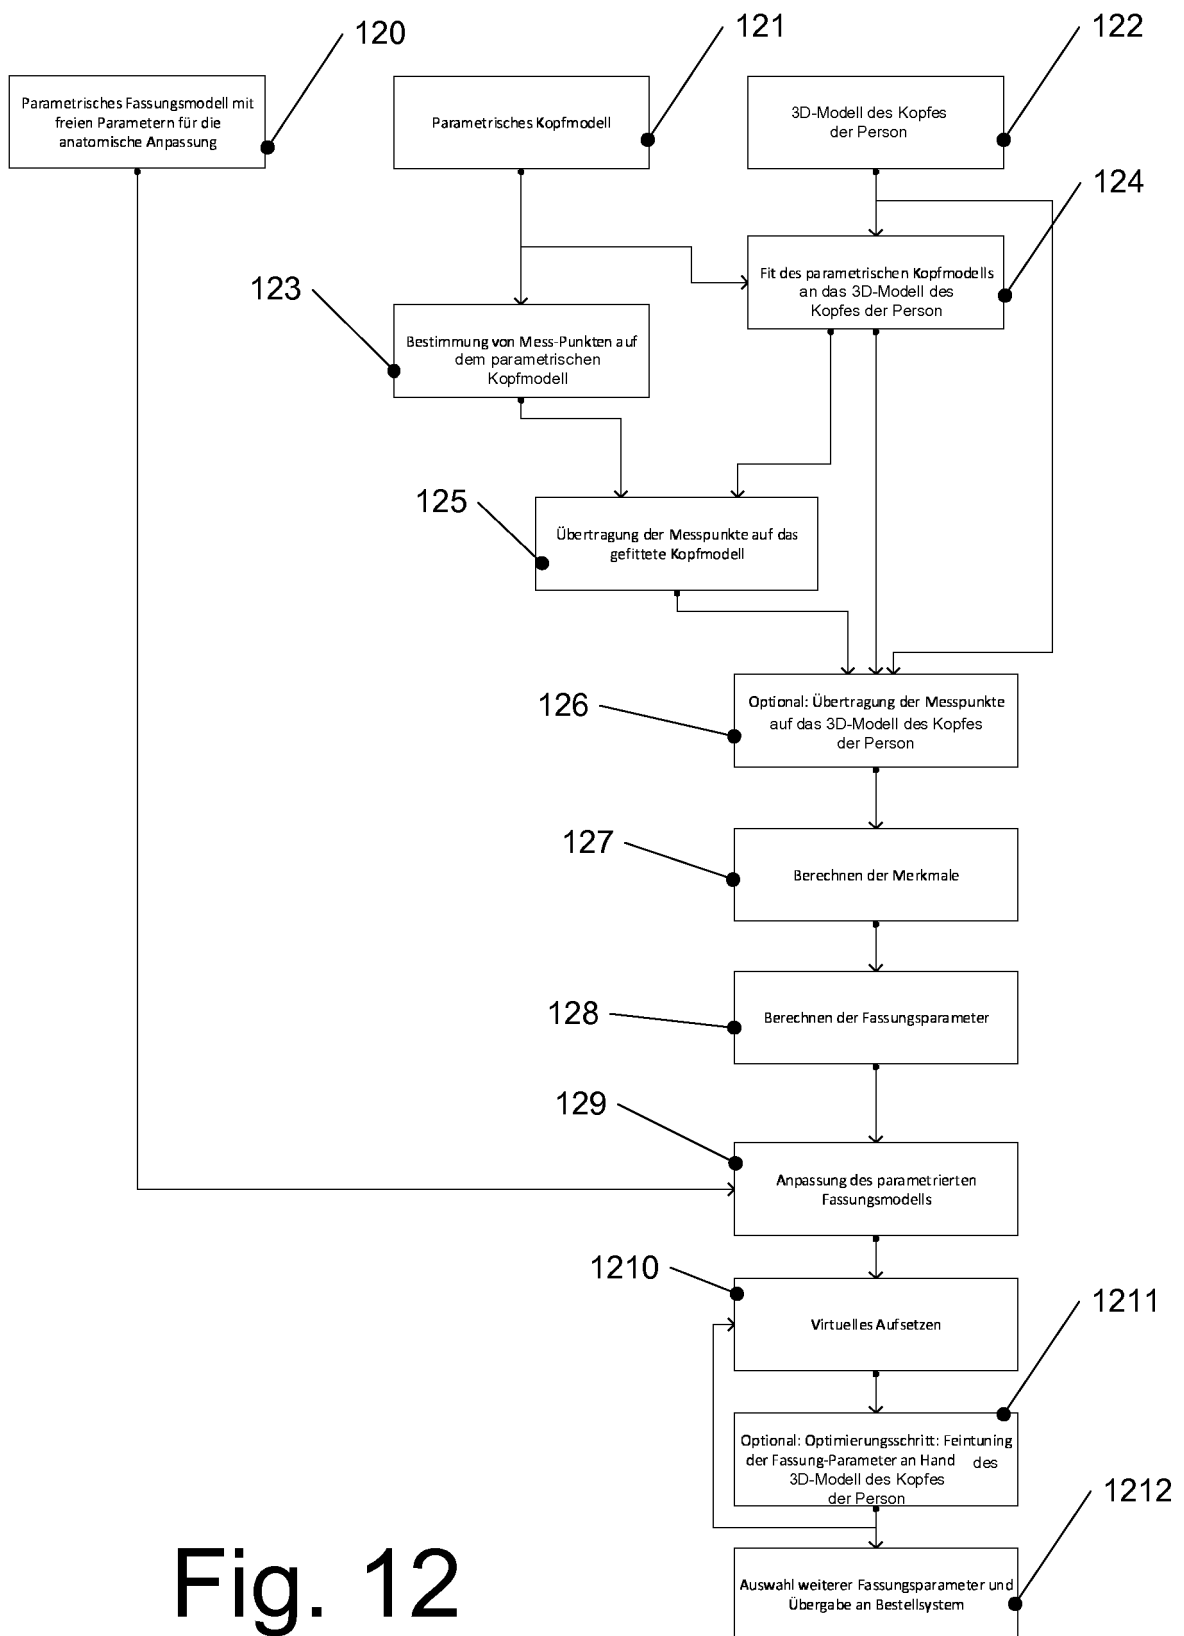 120
121
122
Parametrisches Fassungsmodell mit
freien Parametern für die
anatomische Anpassung
Parametrisches Kopfmodell
3D-Modell des Kopfes
der Person
124
123
Fit des parametrischen Kopfmodells
an das 3D-Modell des
Kopfes der Person
Bestimmung von Mess-Punkten auf
dem parametrischen
Kopfmodell
125
Übertragung der Messpunkte auf das
gefittete Kopfmodell
126
Optional: Übertragung der Messpunkte
auf das 3D-Modell des Kopfes
der Person
127
Berechnen der Merkmale
128
Berechnen der Fassungsparameter
129
Anpassung des parametrierten
Fassungsmodells
1210
Virtuelles Aufsetzen
1211
Optional: Optimierungsschritt: Feintuning
der Fassung-Parameter an Hand des
3D-Modell des Kopfes
der Person
1212
Auswahl weiterer Fassungsparameter und
Übergabe an Bestellsystem
Fig. 12